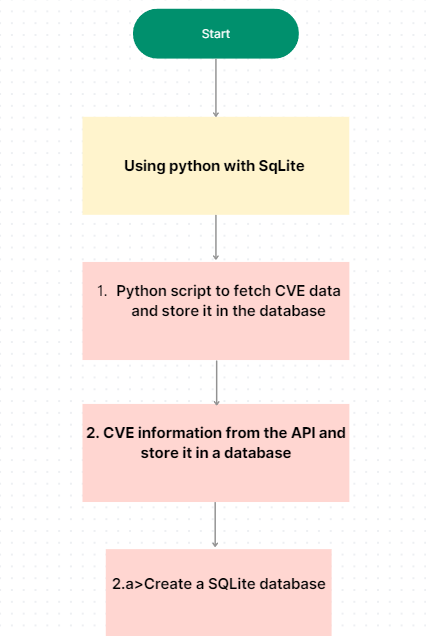 Start
Using python with SqLite
1. Python script to fetch CVE data
and store it in the database
2. CVE information from the API and
store it in a database
2.a>Create a SQLite database